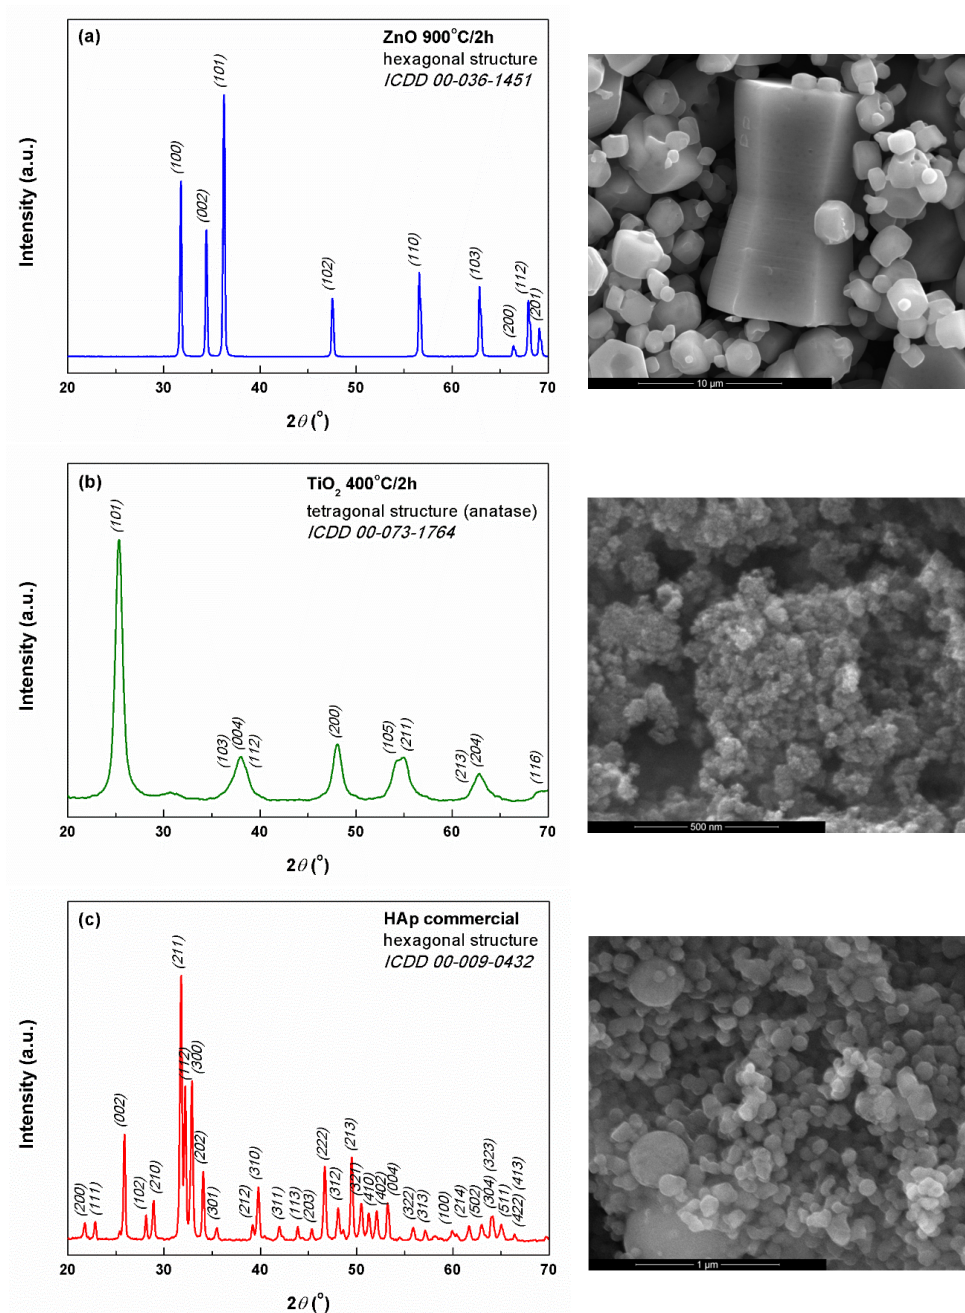 (a)
ZnO 900°C/2h
hexagonal structure
ICDD 00-036-1451
Intensity (a.u.)
(100)
(002)
(101)
(102)
(110)
(103)
(200)
(112)
(201)
20 30 40 50 60 70
2θ (°)
10 µm
(b)
TiO₂ 400°C/2h
tetragonal structure (anatase)
ICDD 00-073-1764
Intensity (a.u.)
(101)
(103)
(004)
(112)
(200)
(105)
(211)
(213)
(204)
(116)
20 30 40 50 60 70
2θ (°)
500 nm
(c)
HAp commercial
hexagonal structure
ICDD 00-009-0432
Intensity (a.u.)
(200)
(111)
(002)
(102)
(210)
(211)
(112)
(300)
(202)
(301)
(212)
(310)
(311)
(113)
(203)
(222)
(312)
(213)
(321)
(410)
(402)
(004)
(322)
(313)
(100)
(214)
(502)
(304)
(323)
(511)
(422)
(413)
20 30 40 50 60 70
2θ (°)
1 µm